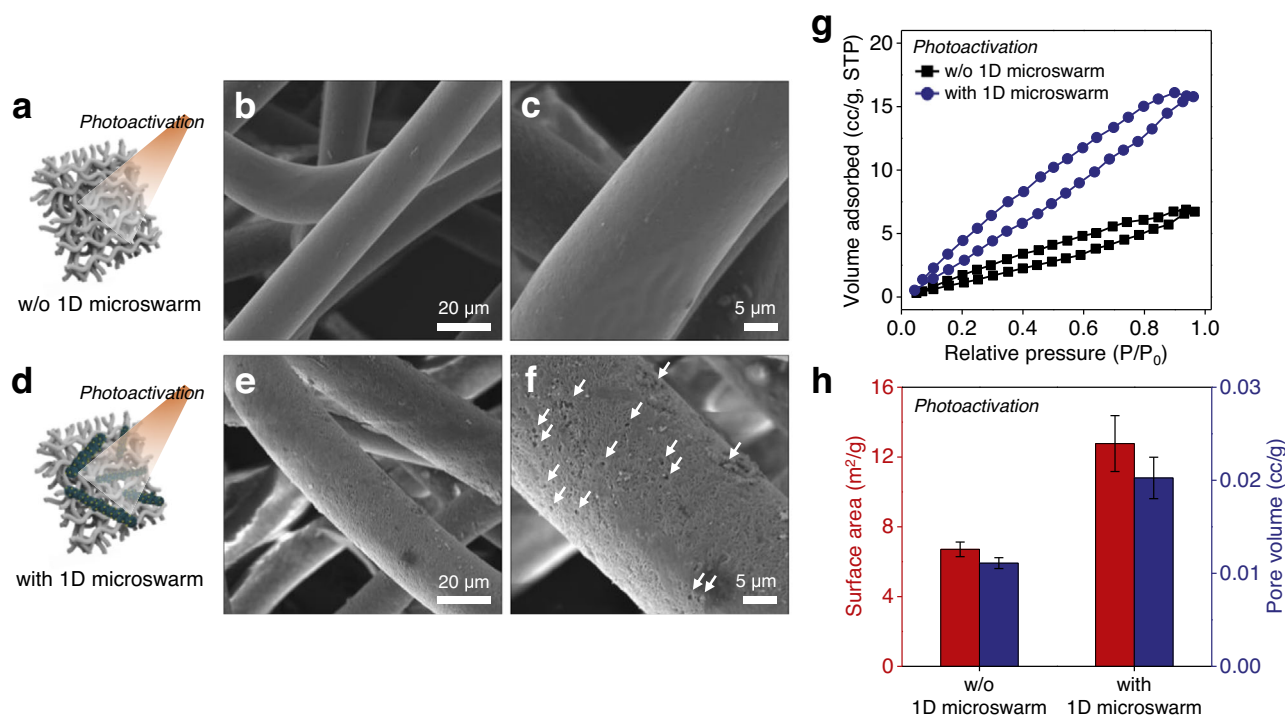 a
Photoactivation
w/o 1D microswarm
b
20 µm
c
5 µm
d
Photoactivation
with 1D microswarm
e
20 µm
f
5 µm
g
Photoactivation
w/o 1D microswarm
with 1D microswarm
Volume adsorbed (cc/g, STP)
20
15
10
5
0
0.0 0.2 0.4 0.6 0.8 1.0
Relative pressure (P/P0)
h
Photoactivation
Surface area (m²/g)
16
12
8
4
0
Pore volume (cc/g)
0.03
0.02
0.01
0.00
w/o
1D microswarm
with
1D microswarm